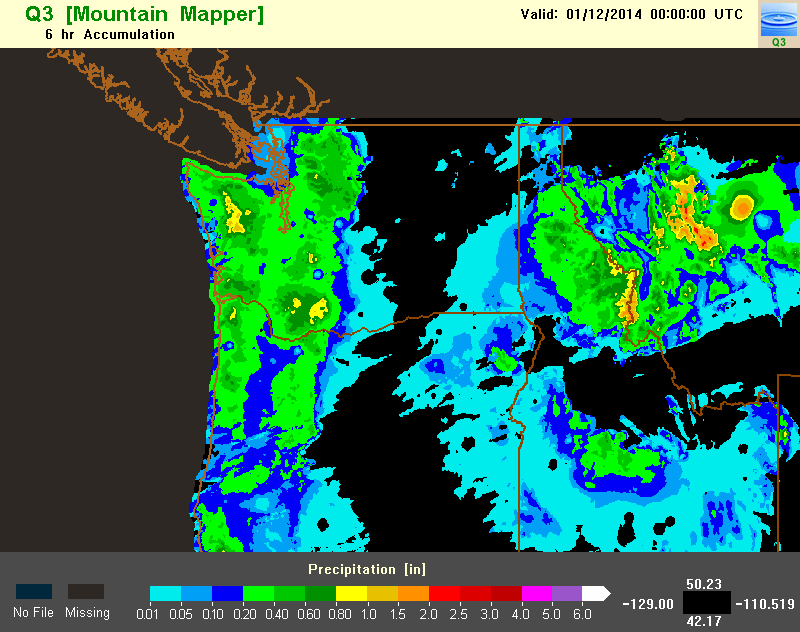 Q3 [Mountain Mapper]
6 hr Accumulation
Valid: 01/12/2014 00:00:00 UTC
Q3
Precipitation [in]
No File
Missing
0.01 0.05 0.10 0.20 0.40 0.60 0.80 1.0 1.5 2.0 2.5 3.0 4.0 5.0 6.0
50.23
-129.00
-110.519
42.17